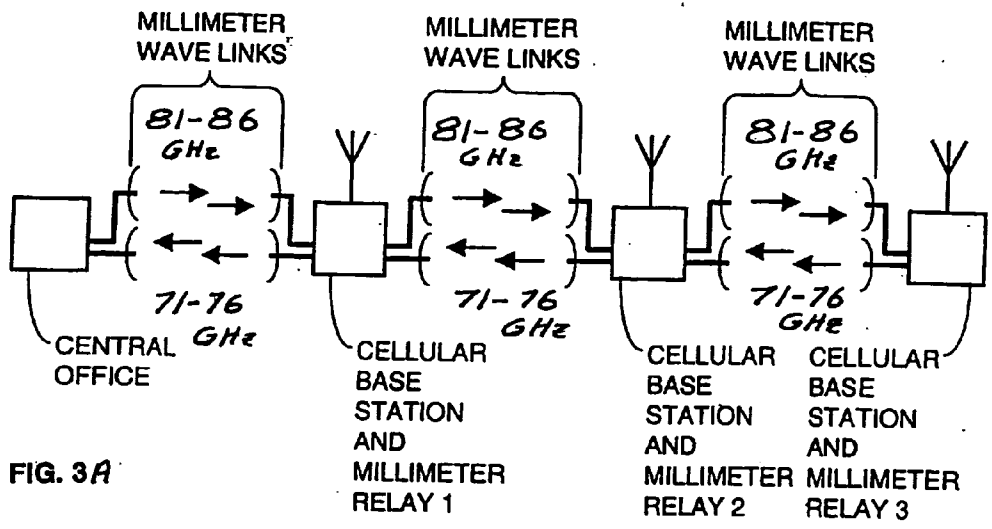 MILLIMETER
WAVE LINKS
MILLIMETER
WAVE LINKS
MILLIMETER
WAVE LINKS
81-86
GHz
81-86
GHz
81-86
GHz
71-76
GHz
71-76
GHz
71-76
GHz
CENTRAL
OFFICE
CELLULAR
BASE
STATION
AND
MILLIMETER
RELAY 1
CELLULAR
BASE
STATION
AND
MILLIMETER
RELAY 2
CELLULAR
BASE
STATION
AND
MILLIMETER
RELAY 3
FIG. 3A